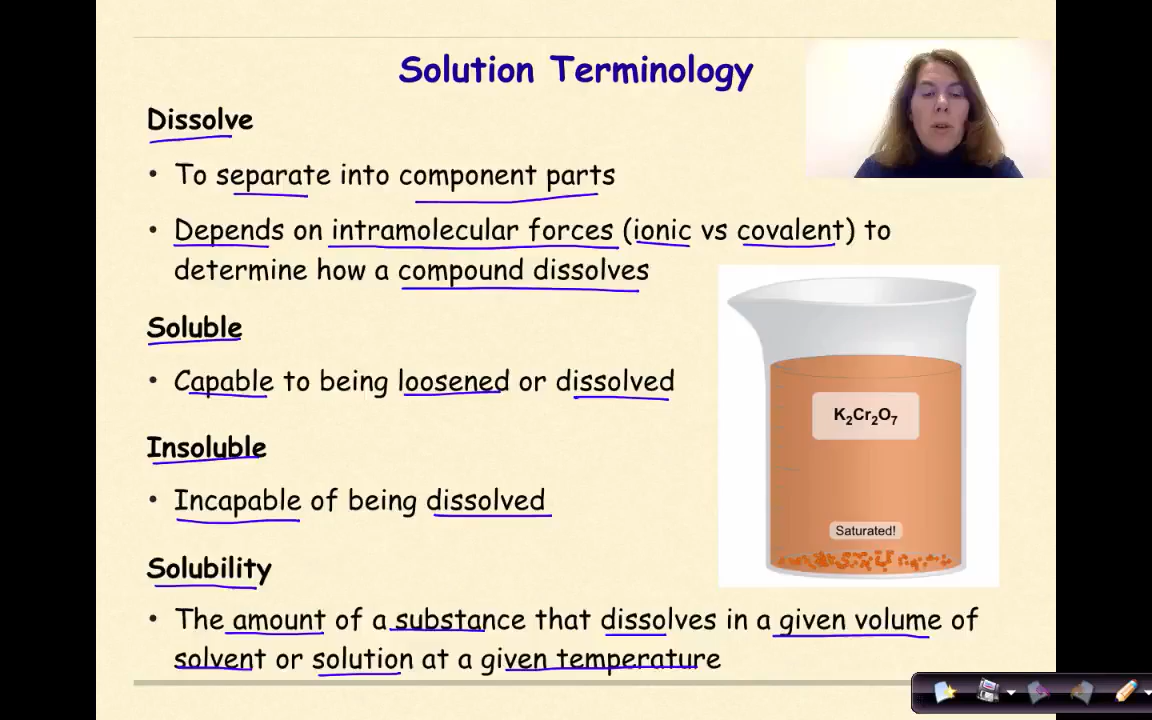 Solution Terminology
Dissolve
• To separate into component parts
• Depends on intramolecular forces (ionic vs covalent) to
determine how a compound dissolves
Soluble
• Capable to being loosened or dissolved
Insoluble
• Incapable of being dissolved
Solubility
• The amount of a substance that dissolves in a given volume of
solvent or solution at a given temperature
K₂Cr₂O₇
Saturated!